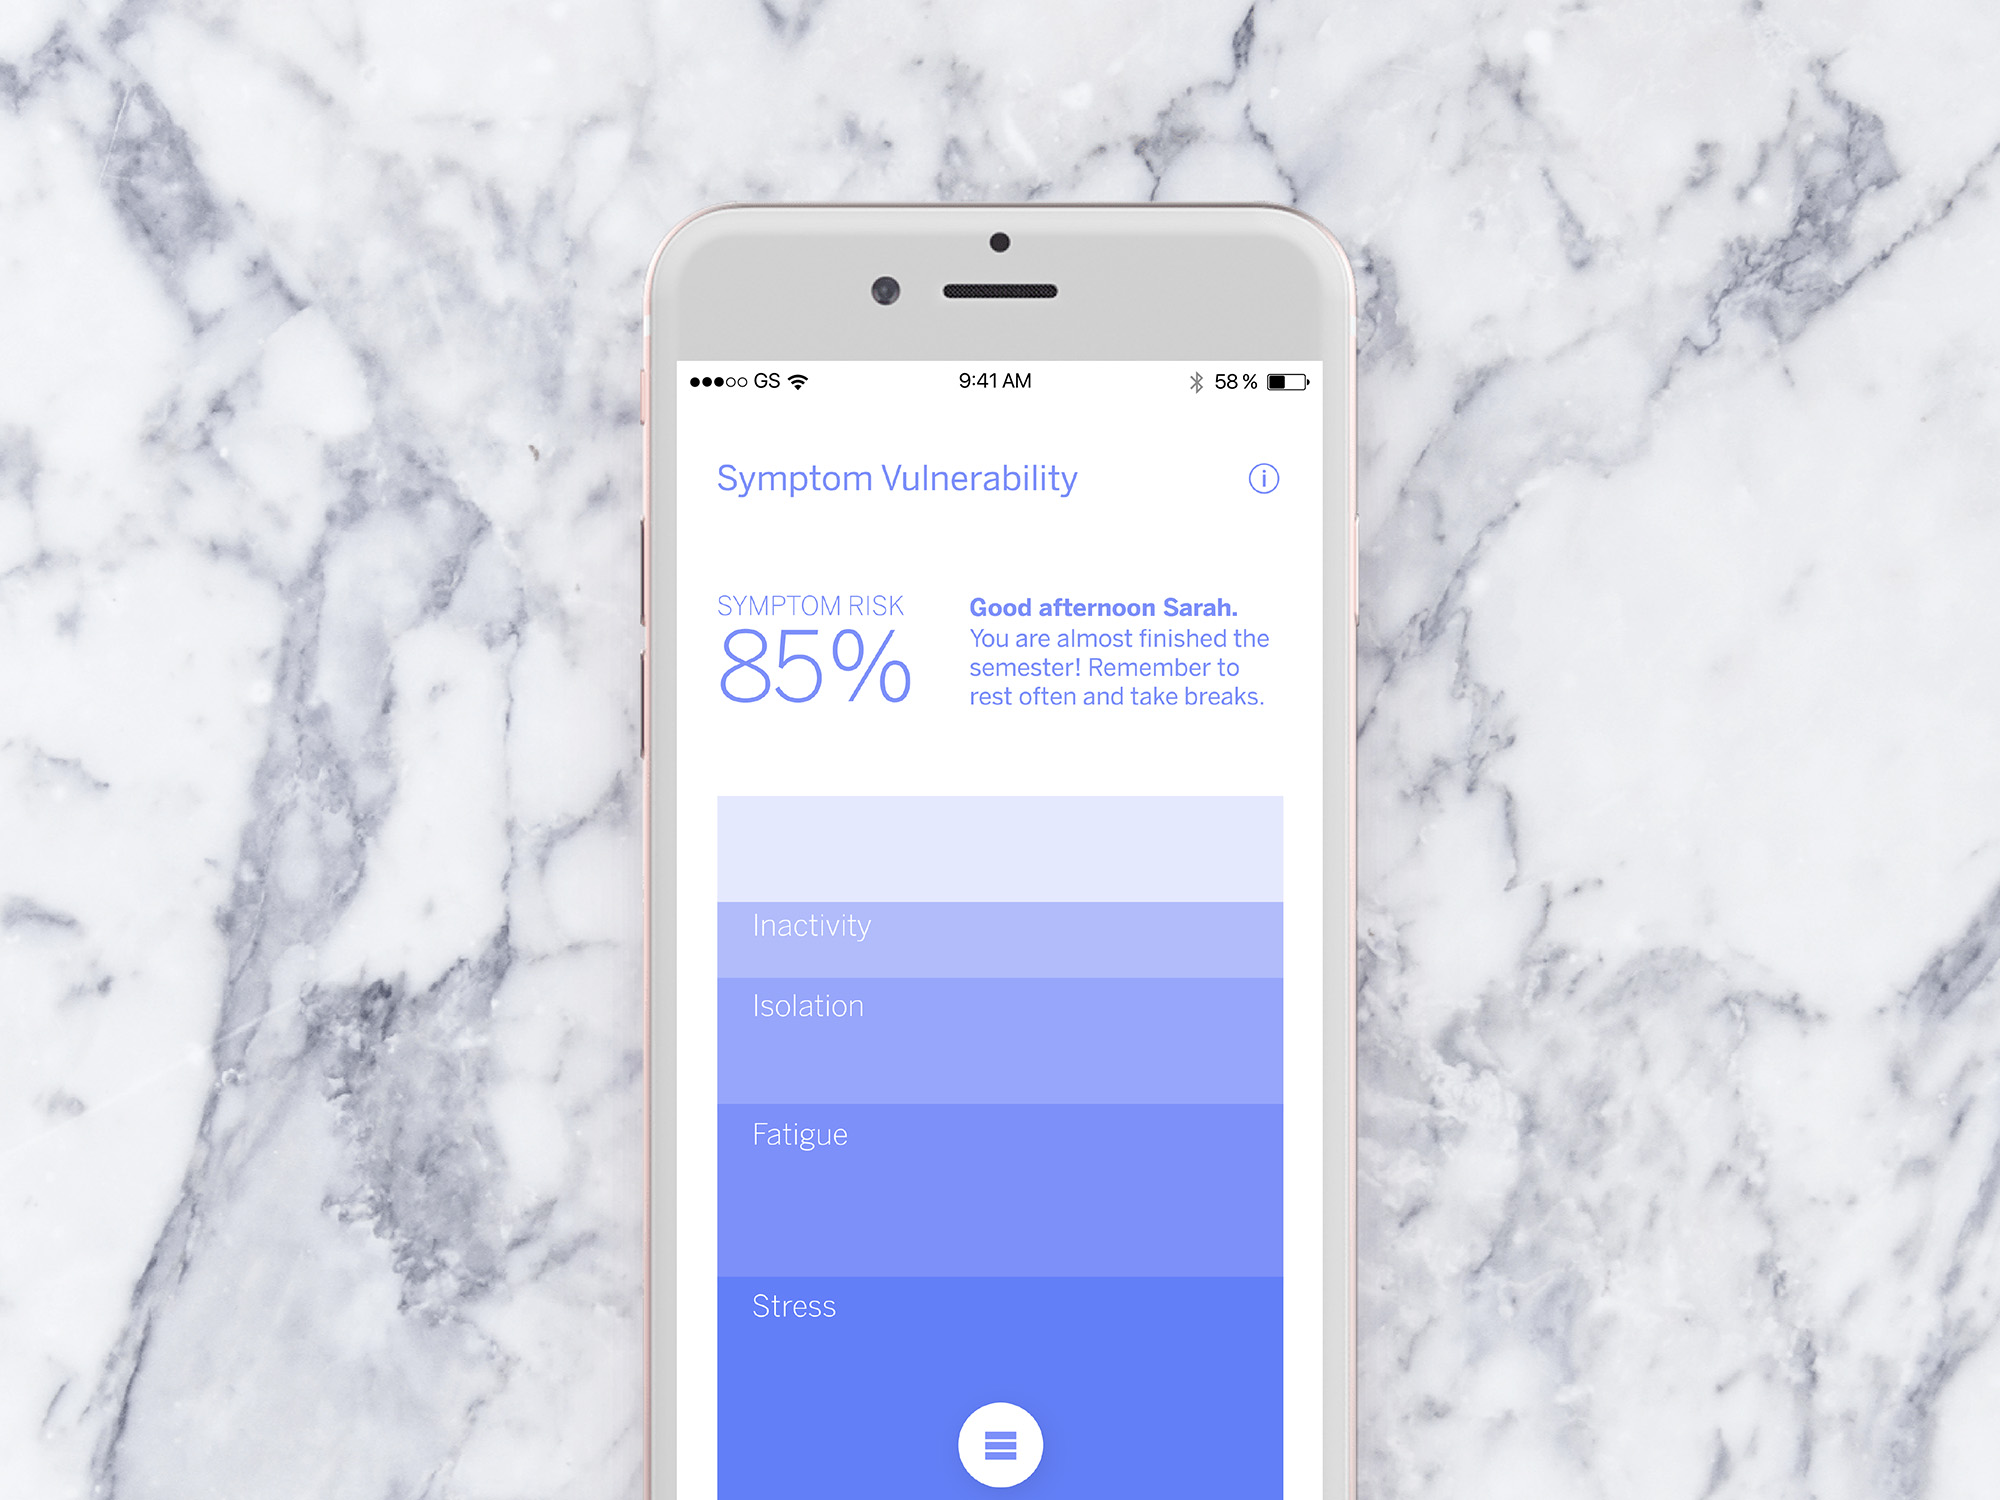 GS 9:41 AM 58 %
Symptom Vulnerability
SYMPTOM RISK
85%
Good afternoon Sarah.
You are almost finished the
semester! Remember to
rest often and take breaks.
Inactivity
Isolation
Fatigue
Stress